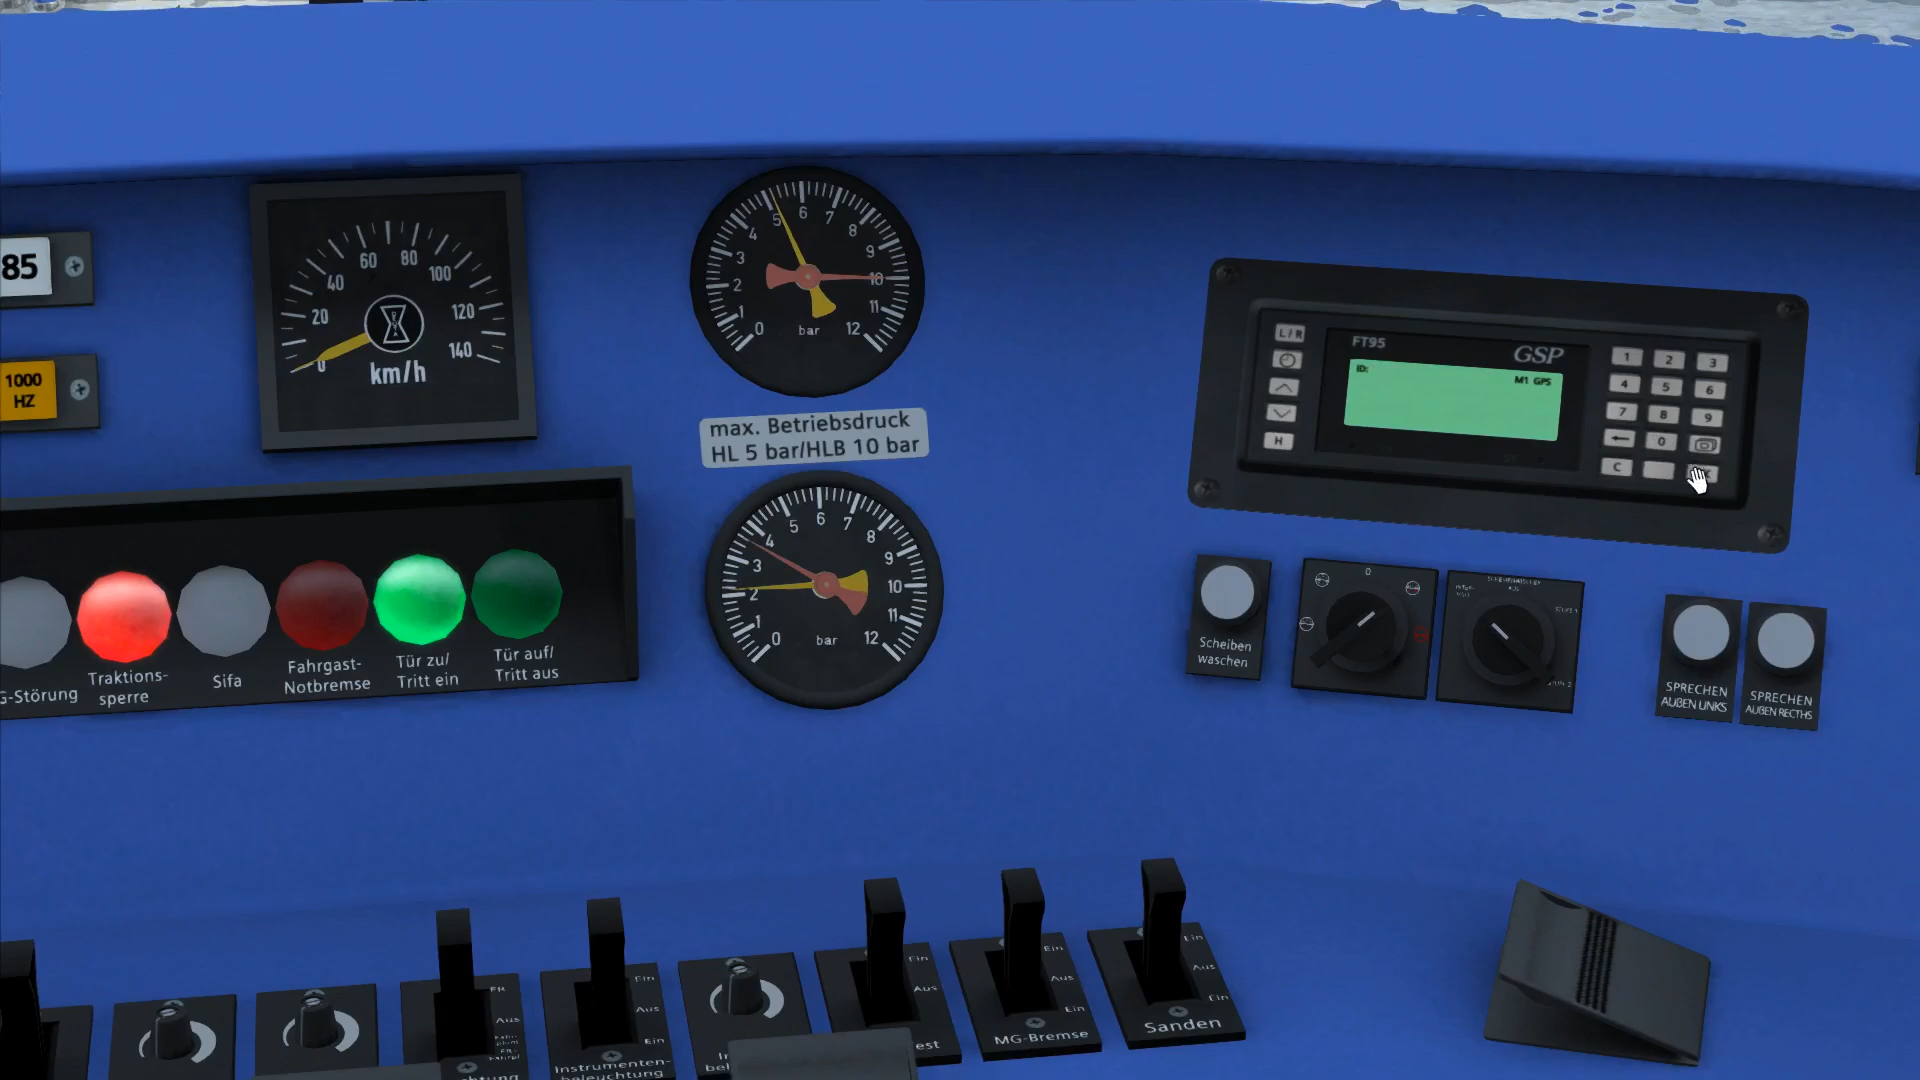 85
1000
HZ
0
20
40
60
80
100
120
140
km/h
0
1
2
3
4
5
6
7
8
9
10
11
12
bar
max. Betriebsdruck
HL 5 bar/HLB 10 bar
0
1
2
3
4
5
6
7
8
9
10
11
12
bar
FT95
GSP
ID:
M1 GPS
L/R
H
1 2 3
4 5 6
7 8 9
0
C
G-Störung
Traktions-
sperre
Sifa
Fahrgast-
Notbremse
Tür zu/
Tritt ein
Tür auf/
Tritt aus
Scheiben
waschen
0
SPRECHEN
AUßEN LINKS
SPRECHEN
AUßEN RECTHS
Aus
Ein
Aus
Ein
Instrumenten-
beleuchtung
Ein
Aus
Ein
Aus
Ein
MG-Bremse
Ein
Aus
Ein
Sanden